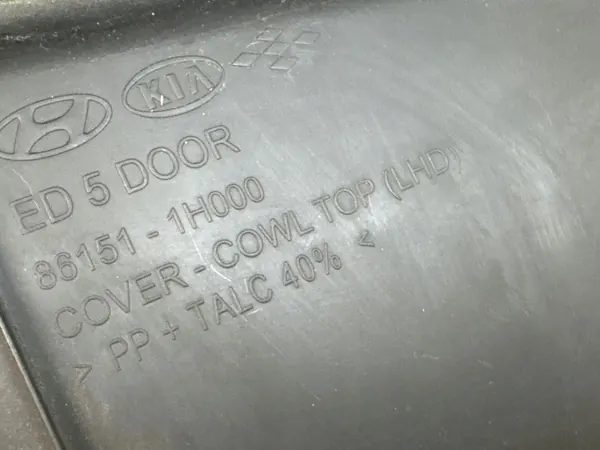 KIA
ED 5 DOOR
86151 - 1H000
COVER - COWL TOP (LHD)
> PP + TALC 40% <